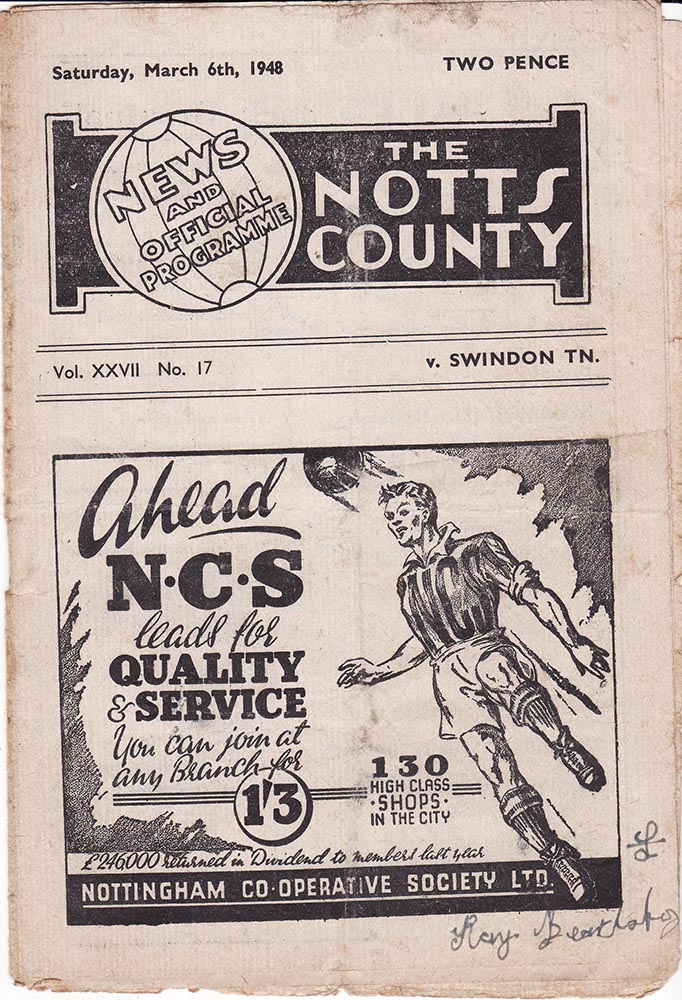 Saturday, March 6th, 1948
TWO PENCE
NEWS
AND
OFFICIAL
PROGRAMME
THE
NOTTS
COUNTY
Vol. XXVII No. 17
v. SWINDON TN.
Ahead
N·C·S
leads for
QUALITY
& SERVICE
You can join at
any Branch for
1'3
130
HIGH CLASS
·SHOPS·
IN THE CITY
£246000 returned in Dividend to members last year
NOTTINGHAM CO·OPERATIVE SOCIETY LTD.
Ray